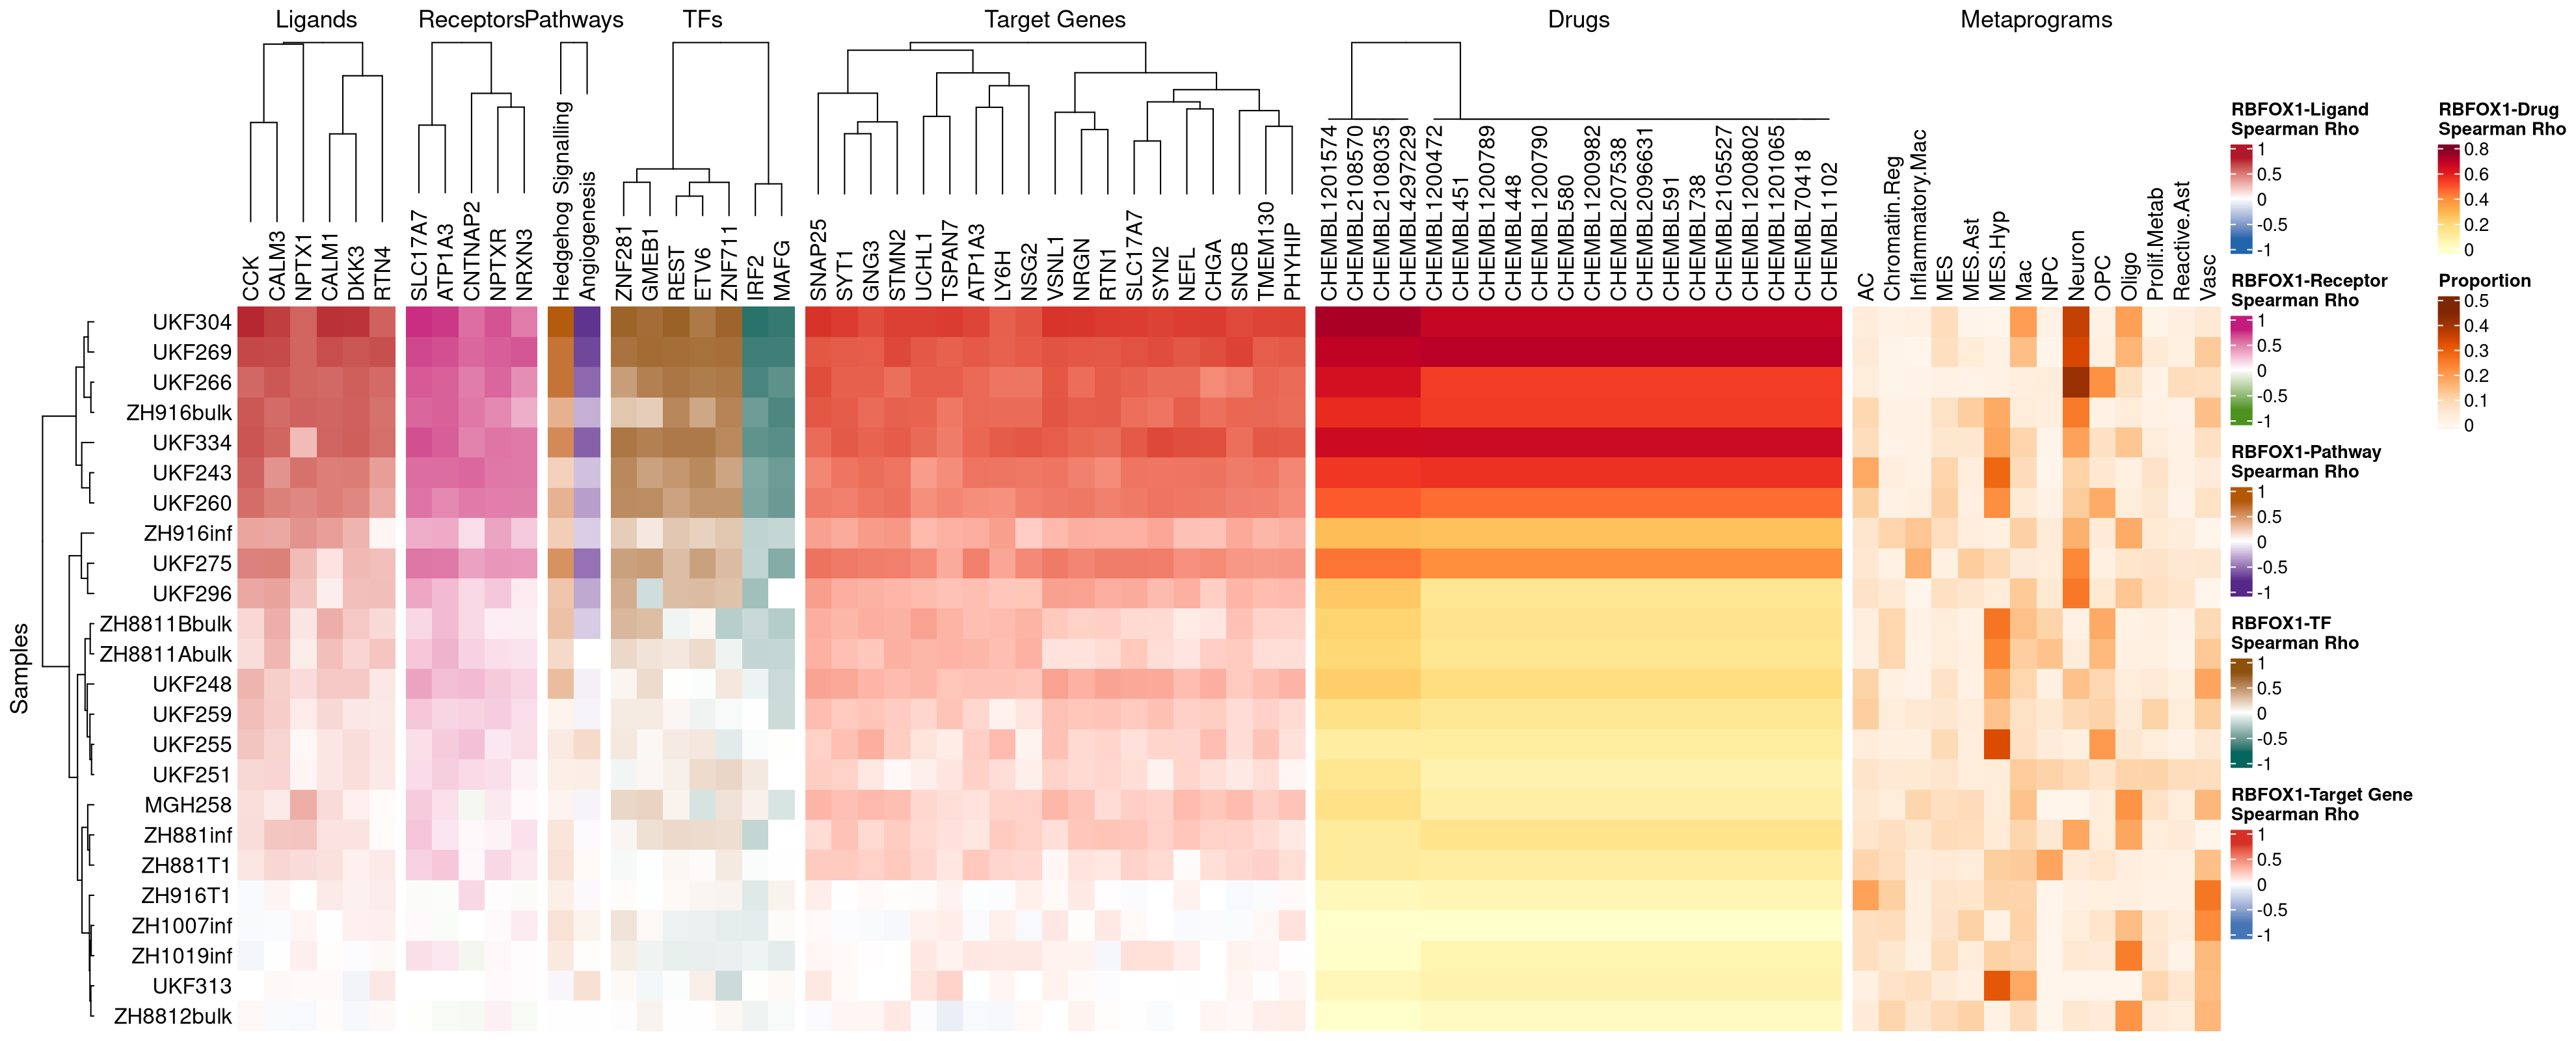 Ligands
Receptors
Pathways
TFs
Target Genes
Drugs
Metaprograms
CCK
CALM3
NPTX1
CALM1
DKK3
RTN4
SLC17A7
ATP1A3
CNTNAP2
NPTXR
NRXN3
Hedgehog Signalling
Angiogenesis
ZNF281
GMEB1
REST
ETV6
ZNF711
IRF2
MAFG
SNAP25
SYT1
GNG3
STMN2
UCHL1
TSPAN7
ATP1A3
LY6H
NSG2
VSNL1
NRGN
RTN1
SLC17A7
SYN2
NEFL
CHGA
SNCB
TMEM130
PHYHIP
CHEMBL1201574
CHEMBL2108570
CHEMBL2108035
CHEMBL4297229
CHEMBL1200472
CHEMBL451
CHEMBL1200789
CHEMBL448
CHEMBL1200790
CHEMBL580
CHEMBL1200982
CHEMBL207538
CHEMBL2096631
CHEMBL591
CHEMBL738
CHEMBL2105527
CHEMBL1200802
CHEMBL1201065
CHEMBL70418
CHEMBL1102
AC
Chromatin.Reg
Inflammatory.Mac
MES
MES.Ast
MES.Hyp
Mac
NPC
Neuron
OPC
Oligo
Prolif.Metab
Reactive.Ast
Vasc
Samples
UKF304
UKF269
UKF266
ZH916bulk
UKF334
UKF243
UKF260
ZH916inf
UKF275
UKF296
ZH8811Bbulk
ZH8811Abulk
UKF248
UKF259
UKF255
UKF251
MGH258
ZH881inf
ZH881T1
ZH916T1
ZH1007inf
ZH1019inf
UKF313
ZH8812bulk
RBFOX1-Ligand
Spearman Rho
1
0.5
0
-0.5
-1
RBFOX1-Receptor
Spearman Rho
1
0.5
0
-0.5
-1
RBFOX1-Pathway
Spearman Rho
1
0.5
0
-0.5
-1
RBFOX1-TF
Spearman Rho
1
0.5
0
-0.5
-1
RBFOX1-Target Gene
Spearman Rho
1
0.5
0
-0.5
-1
RBFOX1-Drug
Spearman Rho
0.8
0.6
0.4
0.2
0
Proportion
0.5
0.4
0.3
0.2
0.1
0